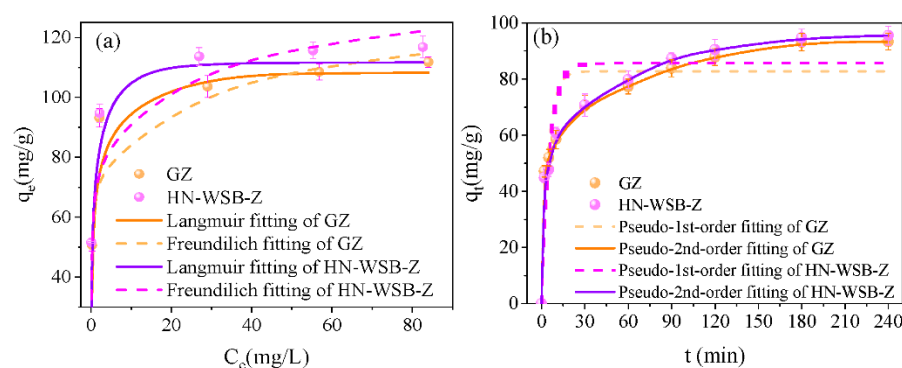 (a)
120
100
80
60
40
qe(mg/g)
GZ
HN-WSB-Z
Langmuir fitting of GZ
Freundilich fitting of GZ
Langmuir fitting of HN-WSB-Z
Freundilich fitting of HN-WSB-Z
0 20 40 60 80
Ce(mg/L)
(b)
100
80
60
40
20
0
qt(mg/g)
GZ
HN-WSB-Z
Pseudo-1st-order fitting of GZ
Pseudo-2nd-order fitting of GZ
Pseudo-1st-order fitting of HN-WSB-Z
Pseudo-2nd-order fitting of HN-WSB-Z
0 30 60 90 120 150 180 210 240
t (min)